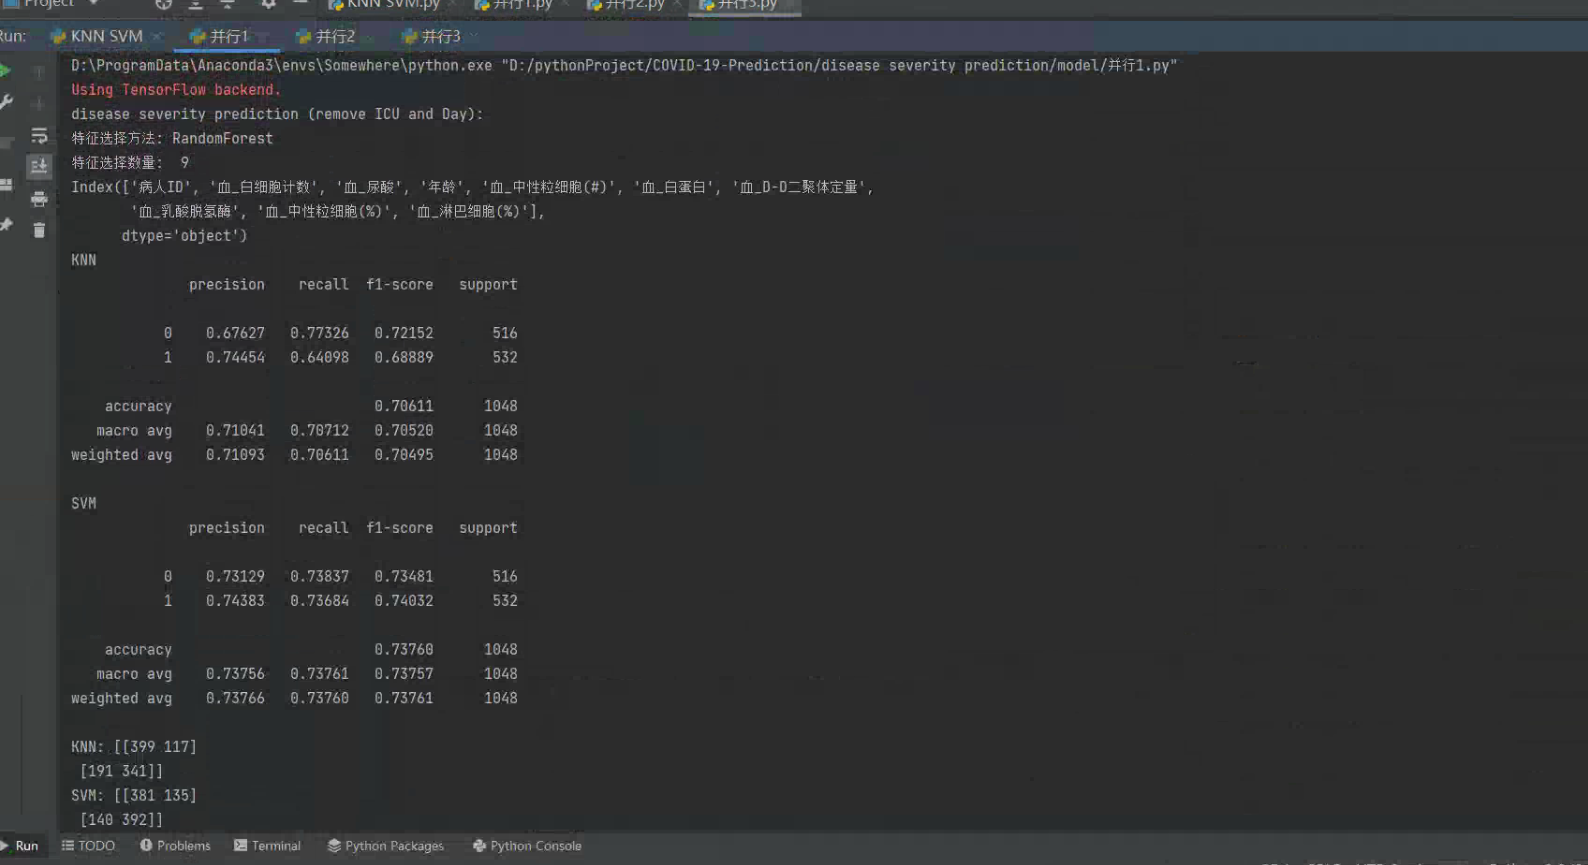 Project
KNN SVM.py
并行1.py
并行2.py
并行3.py
Run:
KNN SVM
并行1
并行2
并行3
D:\ProgramData\Anaconda3\envs\Somewhere\python.exe "D:/pythonProject/COVID-19-Prediction/disease severity prediction/model/并行1.py"
Using TensorFlow backend.
disease severity prediction (remove ICU and Day):
特征选择方法: RandomForest
特征选择数量:  9
Index(['病人ID', '血_白细胞计数', '血_尿酸', '年龄', '血_中性粒细胞(#)', '血_白蛋白', '血_D-D二聚体定量',
'血_乳酸脱氢酶', '血_中性粒细胞(%)', '血_淋巴细胞(%)'],
dtype='object')
KNN
precision recall f1-score support
0 0.67627 0.77326 0.72152 516
1 0.74454 0.64098 0.68889 532
accuracy 0.70611 1048
macro avg 0.71041 0.70712 0.70520 1048
weighted avg 0.71093 0.70611 0.70495 1048
SVM
precision recall f1-score support
0 0.73129 0.73837 0.73481 516
1 0.74383 0.73684 0.74032 532
accuracy 0.73760 1048
macro avg 0.73756 0.73761 0.73757 1048
weighted avg 0.73766 0.73760 0.73761 1048
KNN: [[399 117]
[191 341]]
SVM: [[381 135]
[140 392]]
Run
TODO
Problems
Terminal
Python Packages
Python Console